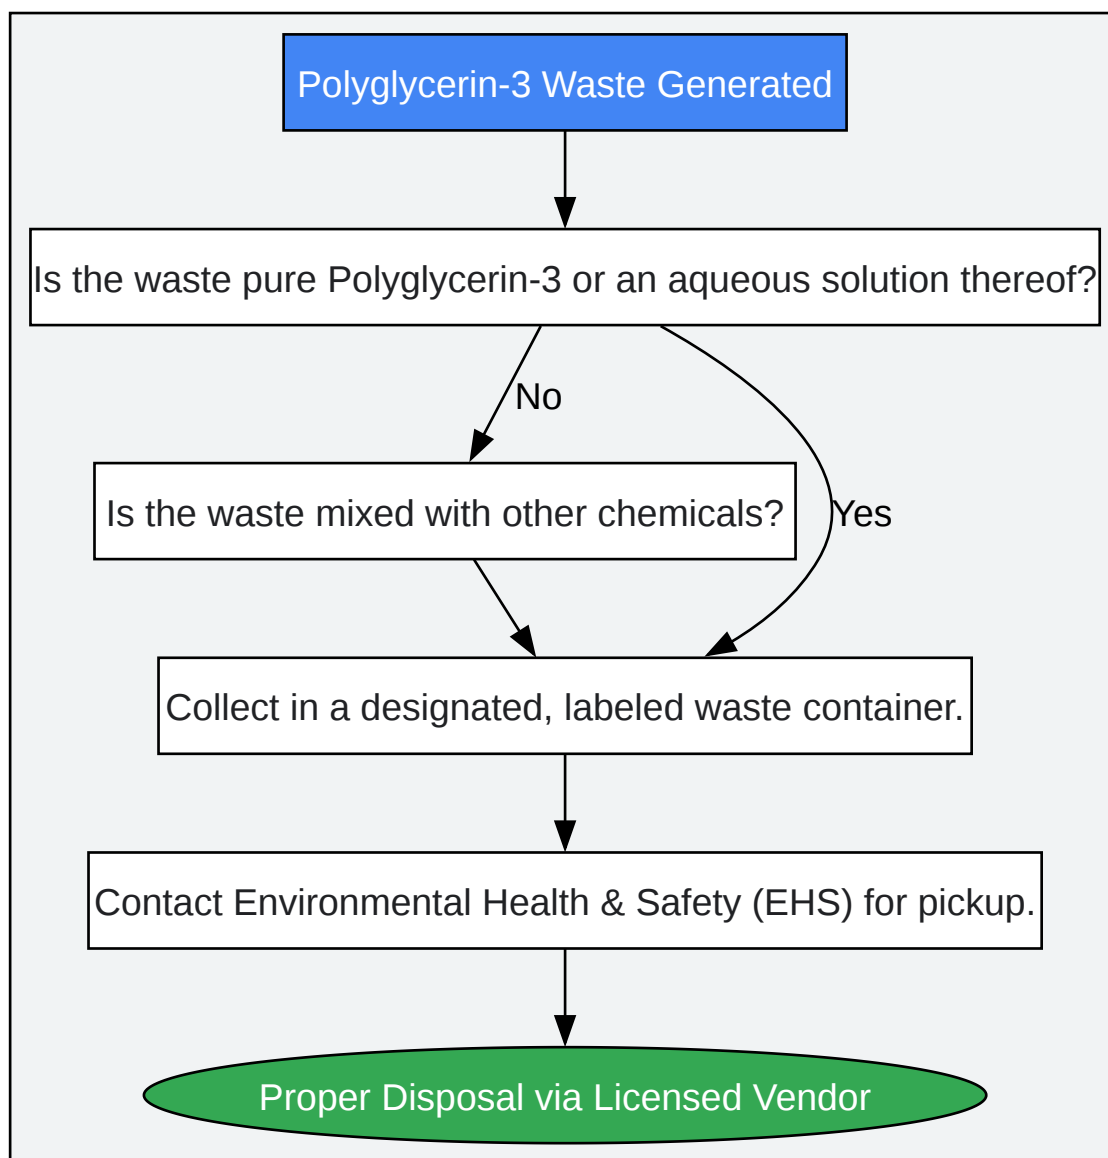 Polyglycerin-3 Waste Generated
Is the waste pure Polyglycerin-3 or an aqueous solution thereof?
No
Is the waste mixed with other chemicals?
Yes
Collect in a designated, labeled waste container.
Contact Environmental Health & Safety (EHS) for pickup.
Proper Disposal via Licensed Vendor